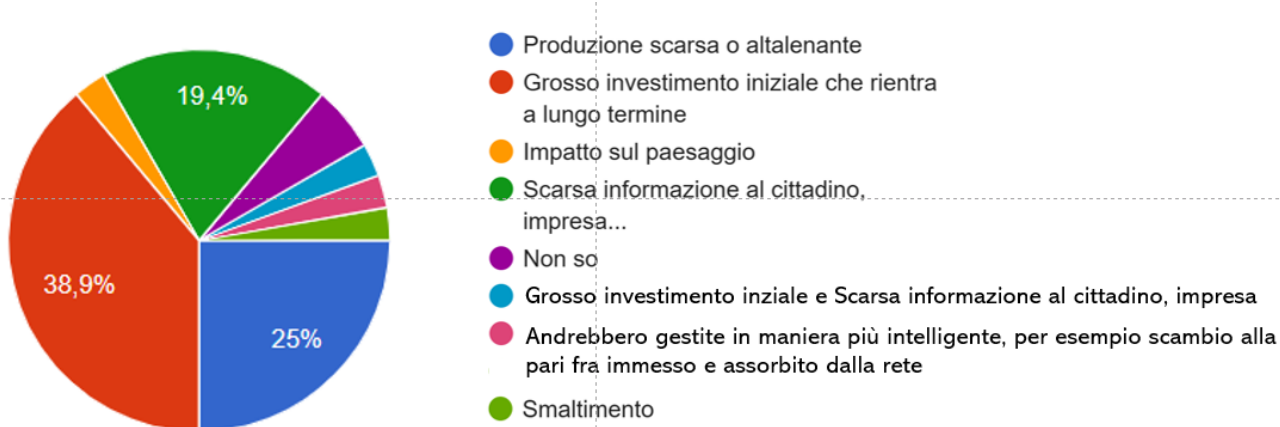 19,4%
38,9%
25%
Produzione scarsa o altalenante
Grosso investimento iniziale che rientra
a lungo termine
Impatto sul paesaggio
Scarsa informazione al cittadino,
impresa...
Non so
Grosso investimento inziale e Scarsa informazione al cittadino, impresa
Andrebbero gestite in maniera più intelligente, per esempio scambio alla
pari fra immesso e assorbito dalla rete
Smaltimento